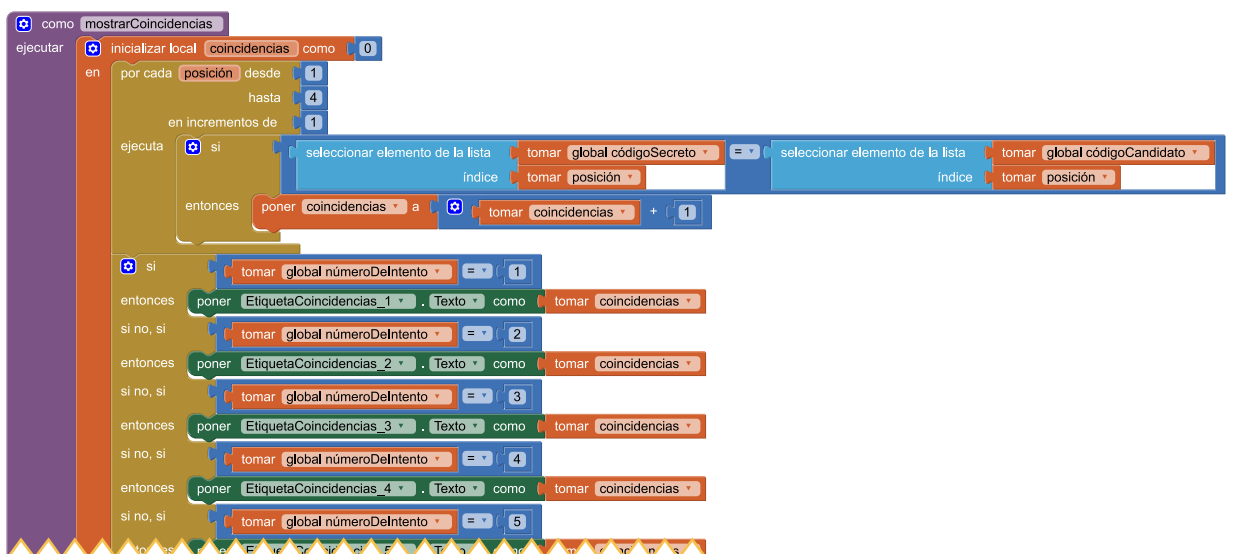 como mostrarCoincidencias
ejecutar inicializar local coincidencias como 0
en por cada posición desde 1
hasta 4
en incrementos de 1
ejecuta si seleccionar elemento de la lista tomar global códigoSecreto = seleccionar elemento de la lista tomar global códigoCandidato
índice tomar posición índice tomar posición
entonces poner coincidencias a tomar coincidencias + 1
si tomar global númeroDeIntento = 1
entonces poner EtiquetaCoincidencias_1 . Texto como tomar coincidencias
si no, si tomar global númeroDeIntento = 2
entonces poner EtiquetaCoincidencias_2 . Texto como tomar coincidencias
si no, si tomar global númeroDeIntento = 3
entonces poner EtiquetaCoincidencias_3 . Texto como tomar coincidencias
si no, si tomar global númeroDeIntento = 4
entonces poner EtiquetaCoincidencias_4 . Texto como tomar coincidencias
si no, si tomar global númeroDeIntento = 5